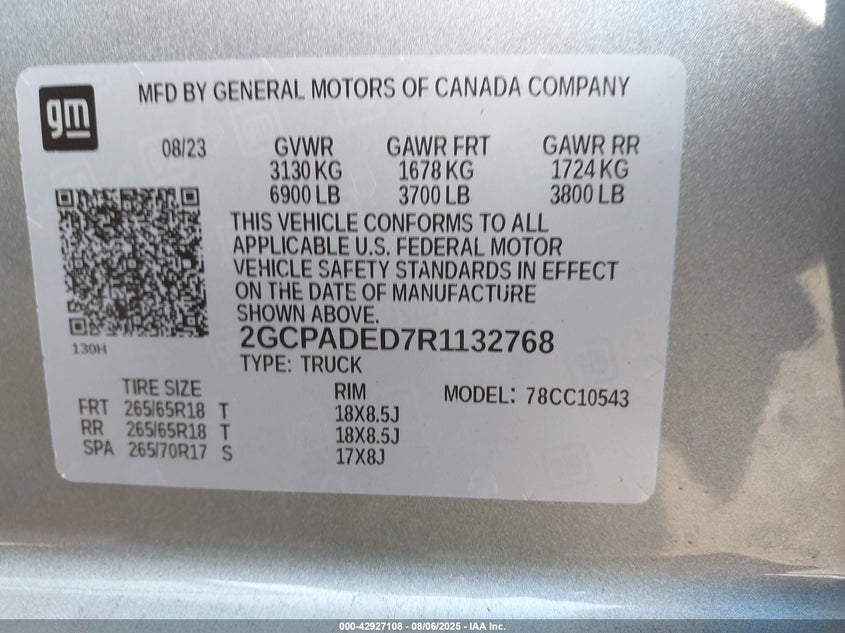 gm
MFD BY GENERAL MOTORS OF CANADA COMPANY
08/23 GVWR GAWR FRT GAWR RR
3130 KG 1678 KG 1724 KG
6900 LB 3700 LB 3800 LB
THIS VEHICLE CONFORMS TO ALL
APPLICABLE U.S. FEDERAL MOTOR
VEHICLE SAFETY STANDARDS IN EFFECT
ON THE DATE OF MANUFACTURE
SHOWN ABOVE.
2GCPADED7R1132768
130H
TYPE: TRUCK
TIRE SIZE RIM MODEL: 78CC10543
FRT 265/65R18 T 18X8.5J
RR 265/65R18 T 18X8.5J
SPA 265/70R17 S 17X8J
000-42927108 - 08/06/2025 - IAA Inc.